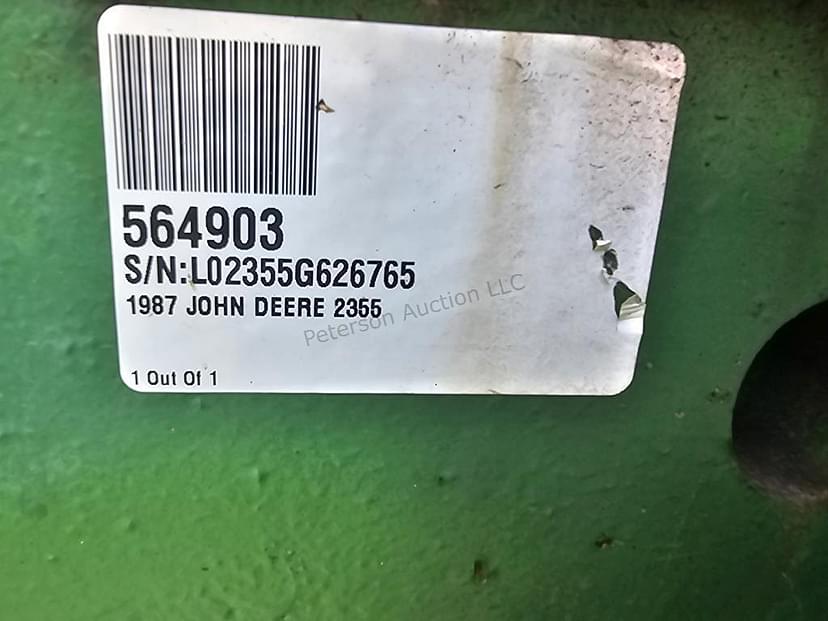 564903
S/N:L02355G626765
1987 JOHN DEERE 2355
Peterson Auction LLC
1 Out Of 1